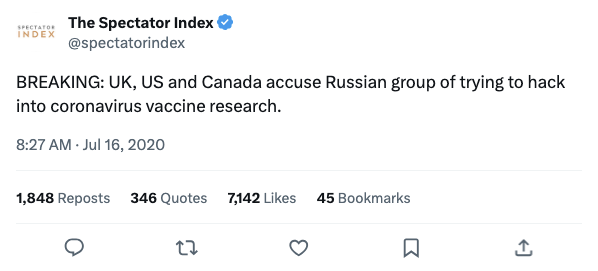 SPECTATOR
INDEX
The Spectator Index
@spectatorindex
BREAKING: UK, US and Canada accuse Russian group of trying to hack
into coronavirus vaccine research.
8:27 AM · Jul 16, 2020
1,848 Reposts 346 Quotes 7,142 Likes 45 Bookmarks